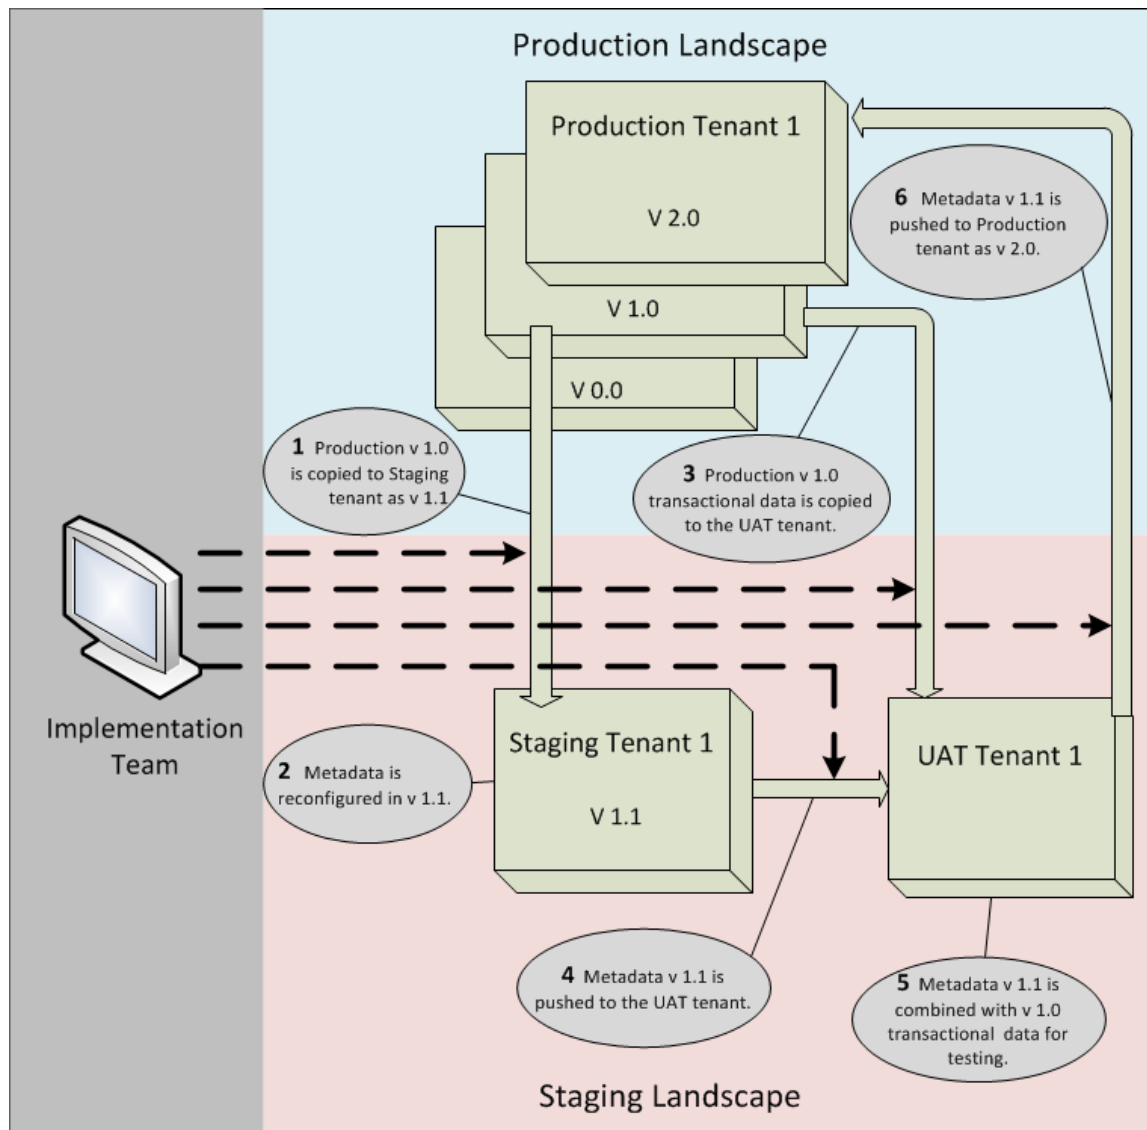 Production Landscape
Production Tenant 1
V 2.0
V 1.0
V 0.0
1 Production v 1.0
is copied to Staging
tenant as v 1.1
3 Production v 1.0
transactional data is copied
to the UAT tenant.
6 Metadata v 1.1 is
pushed to Production
tenant as v 2.0.
Implementation
Team
2 Metadata is
reconfigured in v 1.1.
Staging Tenant 1
V 1.1
UAT Tenant 1
4 Metadata v 1.1 is
pushed to the UAT tenant.
5 Metadata v 1.1 is
combined with v 1.0
transactional data for
testing.
Staging Landscape